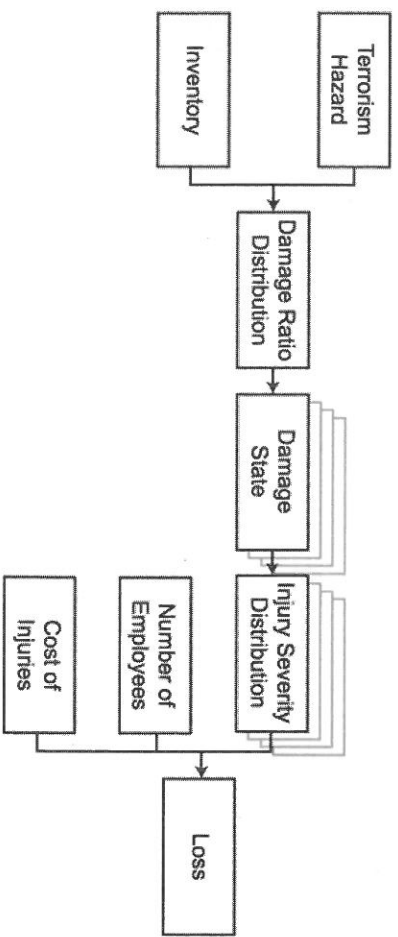 Terrorism
Hazard
Inventory
Damage Ratio
Distribution
Damage
State
Injury Severity
Distribution
Number of
Employees
Cost of
Injuries
Loss